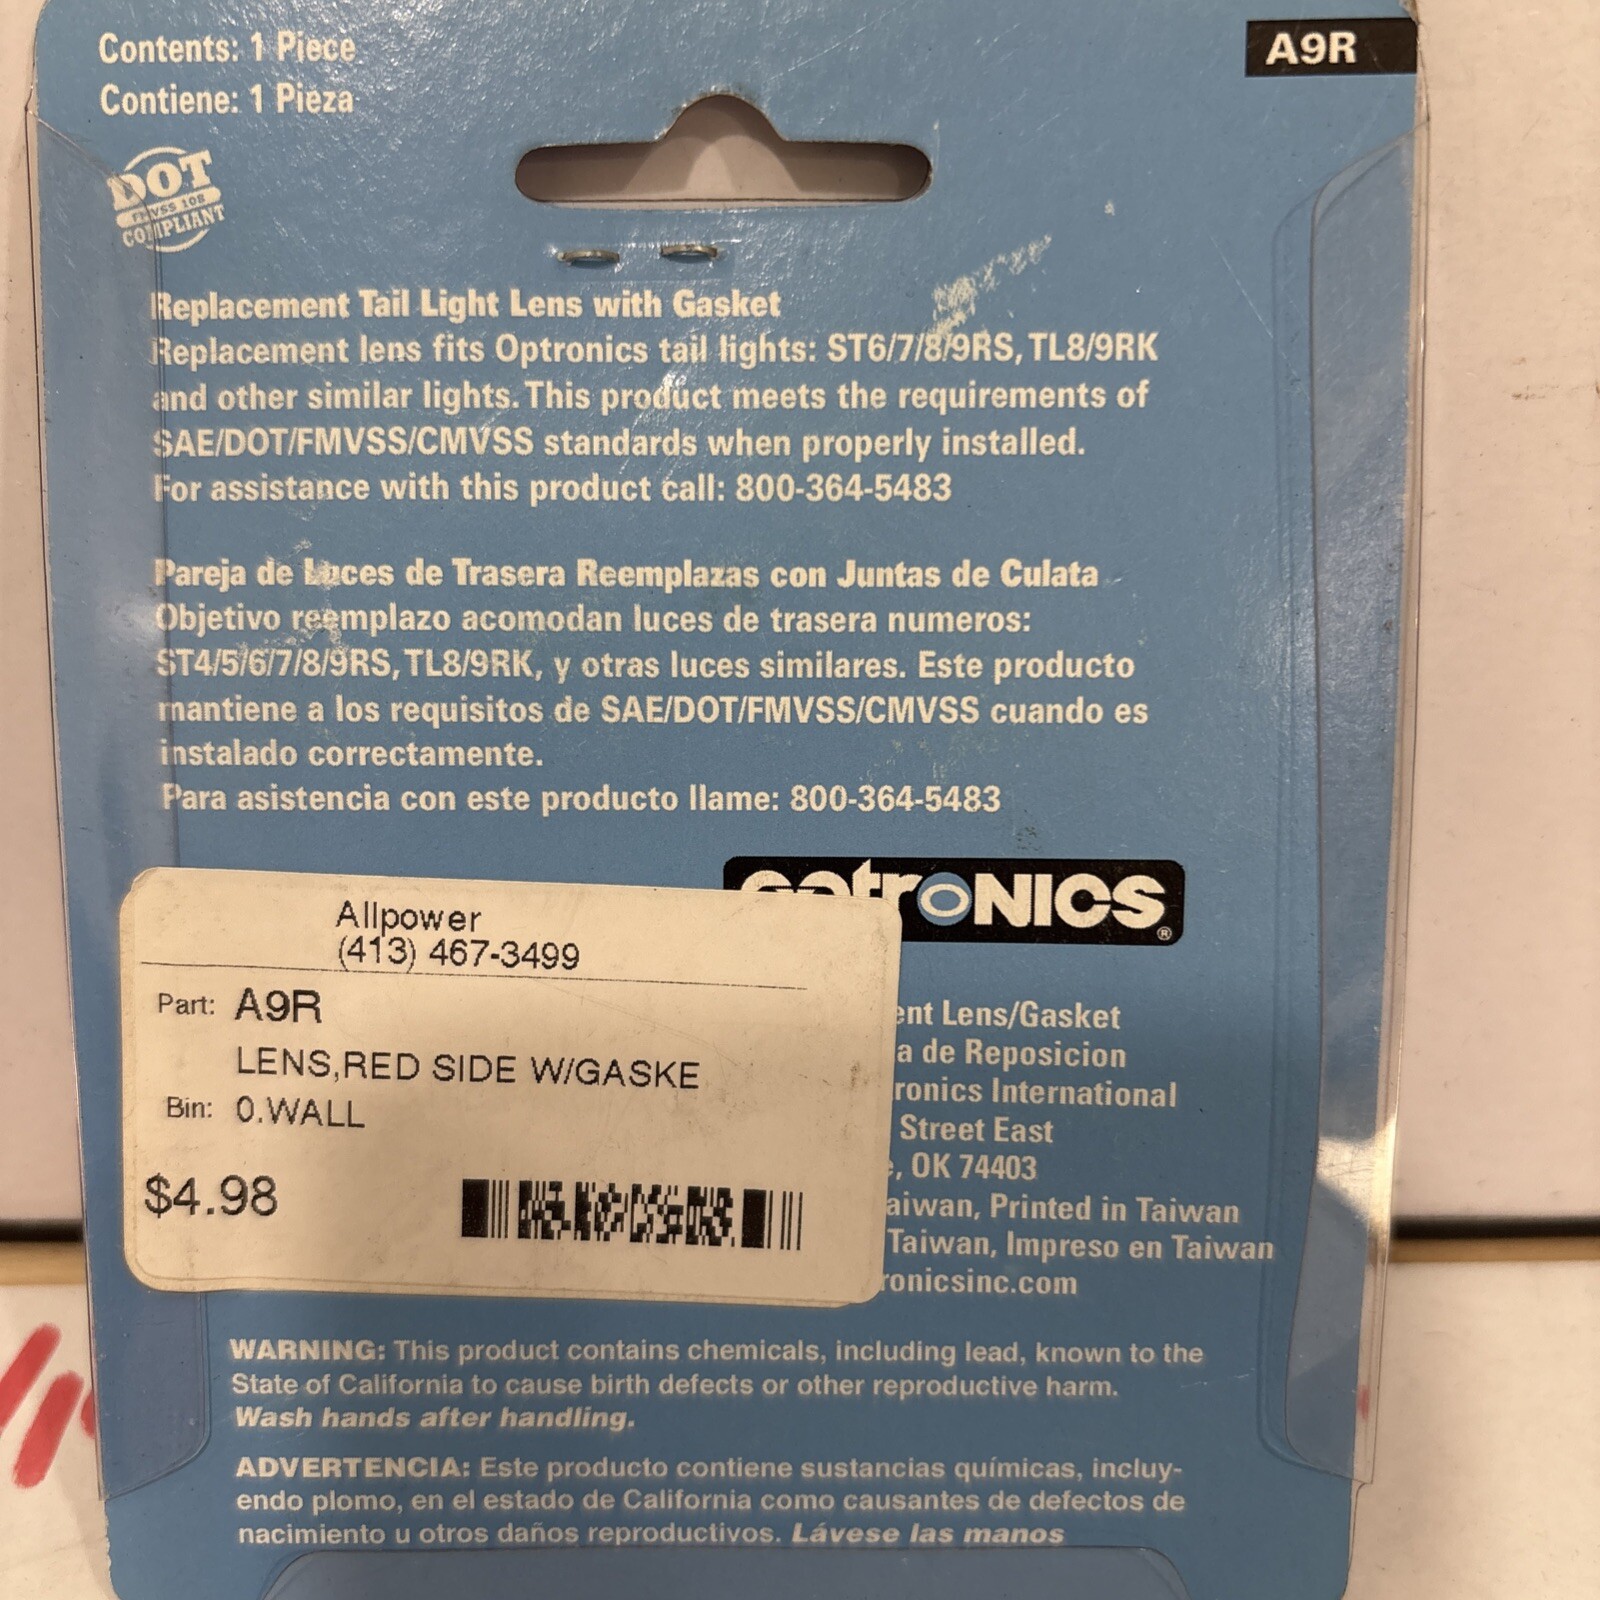 Contents: 1 Piece
Contiene: 1 Pieza
A9R
DOT
FMVSS 108
COMPLIANT
Replacement Tail Light Lens with Gasket
Replacement lens fits Optronics tail lights: ST6/7/8/9RS, TL8/9RK
and other similar lights. This product meets the requirements of
SAE/DOT/FMVSS/CMVSS standards when properly installed.
For assistance with this product call: 800-364-5483
Pareja de Luces de Trasera Reemplazas con Juntas de Culata
Objetivo reemplazo acomodan luces de trasera numeros:
ST4/5/6/7/8/9RS, TL8/9RK, y otras luces similares. Este producto
mantiene a los requisitos de SAE/DOT/FMVSS/CMVSS cuando es
instalado correctamente.
Para asistencia con este producto llame: 800-364-5483
optrONICS®
Allpower
(413) 467-3499
Part: A9R
LENS,RED SIDE W/GASKE
Bin: 0.WALL
$4.98
ent Lens/Gasket
a de Reposicion
ronics International
Street East
, OK 74403
aiwan, Printed in Taiwan
Taiwan, Impreso en Taiwan
ronicsinc.com
WARNING: This product contains chemicals, including lead, known to the
State of California to cause birth defects or other reproductive harm.
Wash hands after handling.
ADVERTENCIA: Este producto contiene sustancias químicas, incluy-
endo plomo, en el estado de California como causantes de defectos de
nacimiento u otros daños reproductivos. Lávese las manos